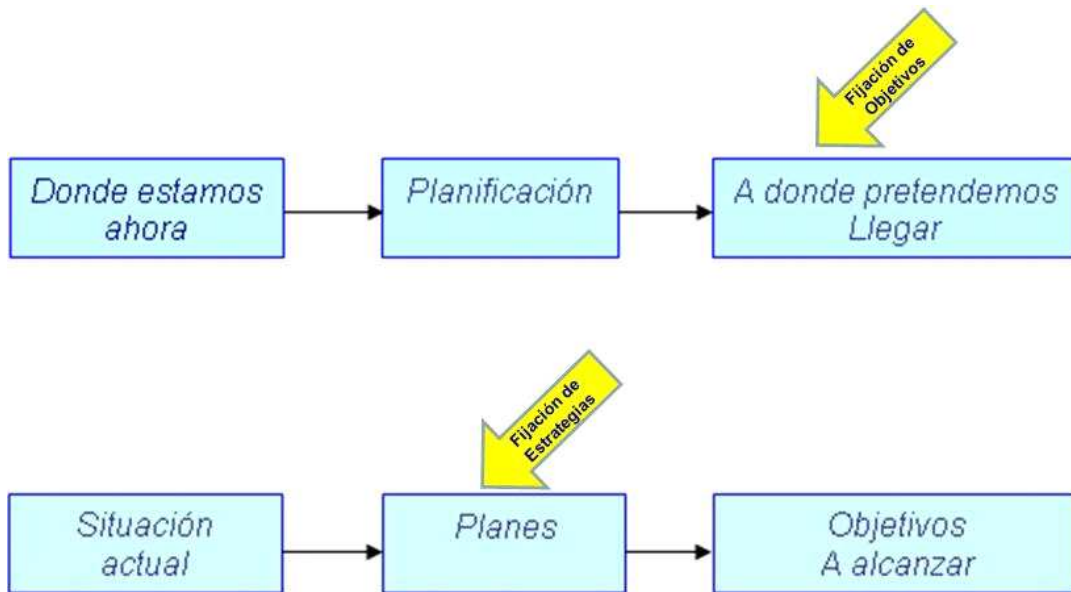 Fijación de
Objetivos
Donde estamos
ahora
Planificación
A donde pretendemos
Llegar
Fijación de
Estrategias
Situación
actual
Planes
Objetivos
A alcanzar